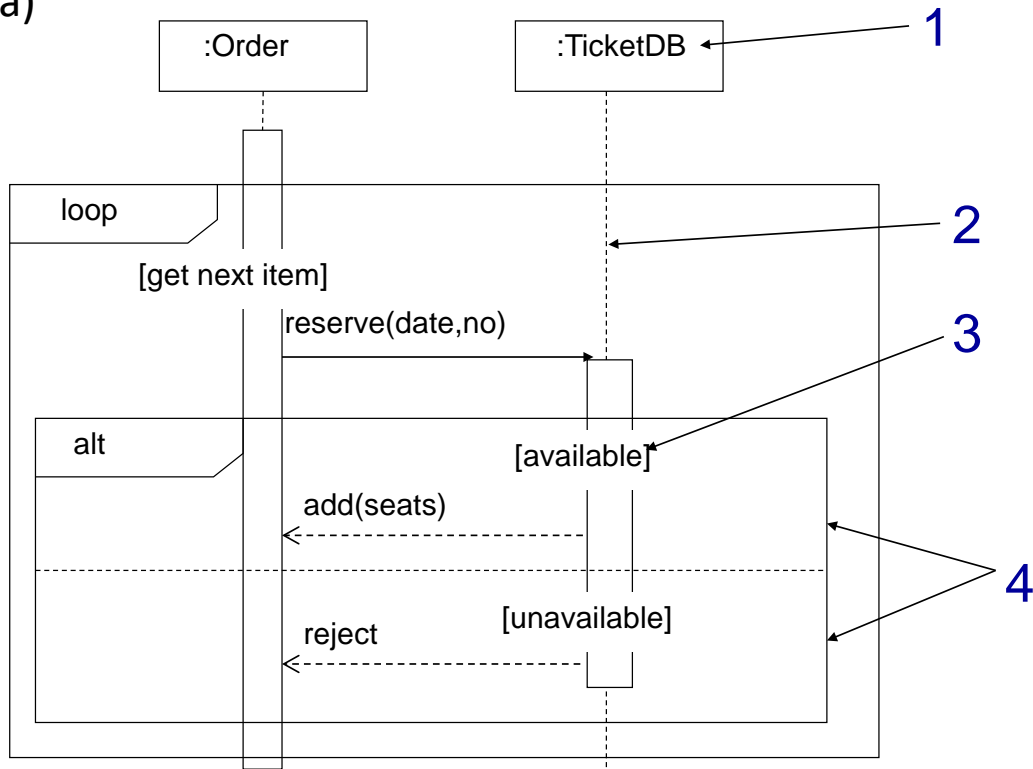 a)
:Order
:TicketDB
1
loop
2
[get next item]
reserve(date,no)
3
alt
[available]
add(seats)
4
[unavailable]
reject